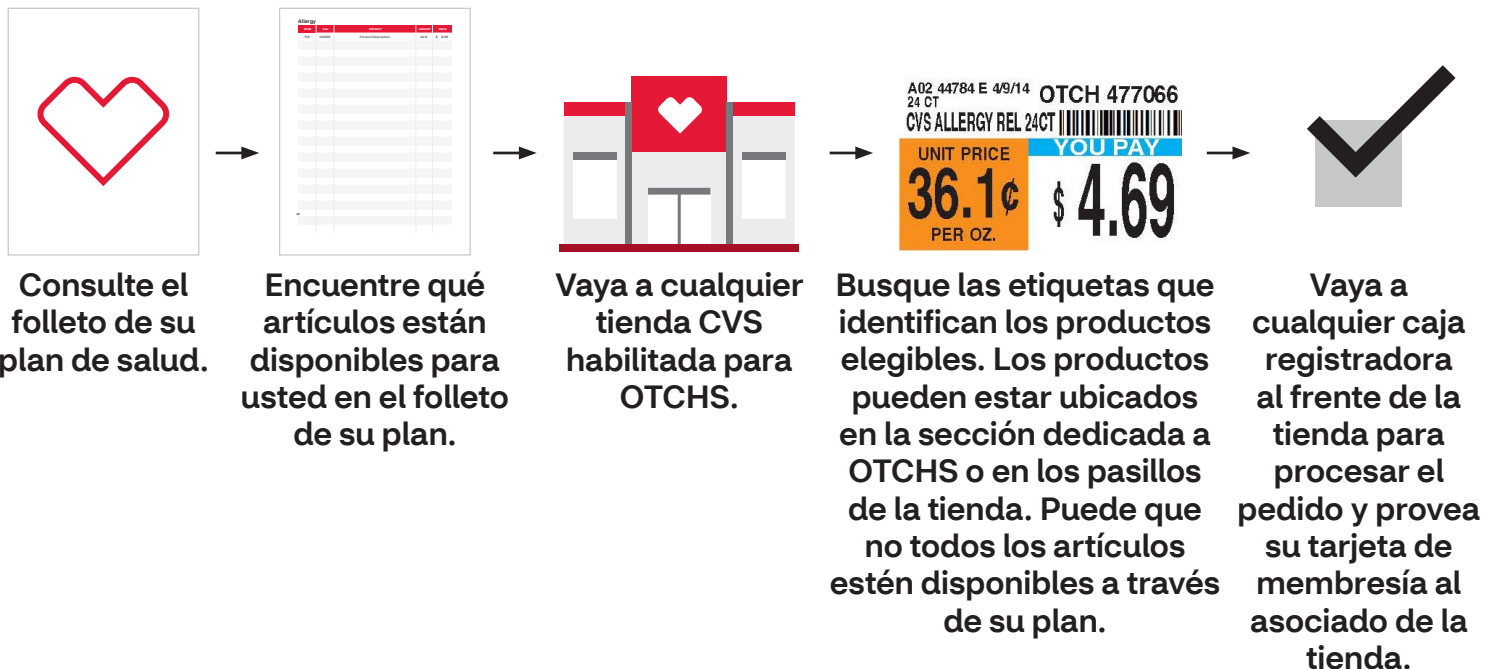 Allergy
A02 44784 E 4/9/14 OTCH 477066
24 CT
CVS ALLERGY REL 24CT
YOU PAY
UNIT PRICE
36.1¢
PER OZ.
$ 4.69
Consulte el
folleto de su
plan de salud.
Encuentre qué
artículos están
disponibles para
usted en el folleto
de su plan.
Vaya a cualquier
tienda CVS
habilitada para
OTCHS.
Busque las etiquetas que
identifican los productos
elegibles. Los productos
pueden estar ubicados
en la sección dedicada a
OTCHS o en los pasillos
de la tienda. Puede que
no todos los artículos
estén disponibles a través
de su plan.
Vaya a
cualquier caja
registradora
al frente de la
tienda para
procesar el
pedido y provea
su tarjeta de
membresía al
asociado de la
tienda.